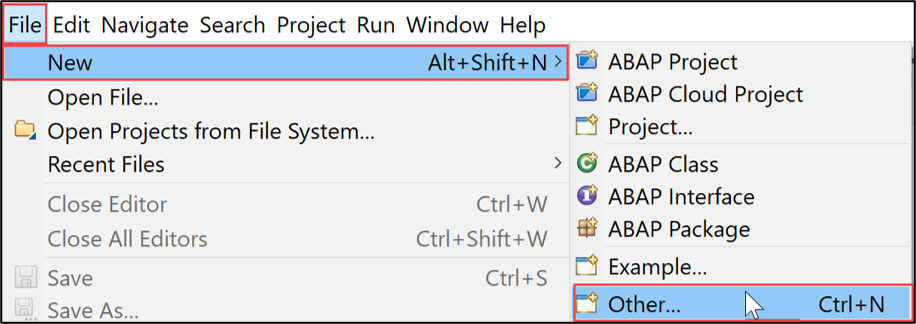 File Edit Navigate Search Project Run Window Help
New Alt+Shift+N
Open File...
Open Projects from File System...
Recent Files
Close Editor Ctrl+W
Close All Editors Ctrl+Shift+W
Save Ctrl+S
Save As...
ABAP Project
ABAP Cloud Project
Project...
ABAP Class
ABAP Interface
ABAP Package
Example...
Other... Ctrl+N